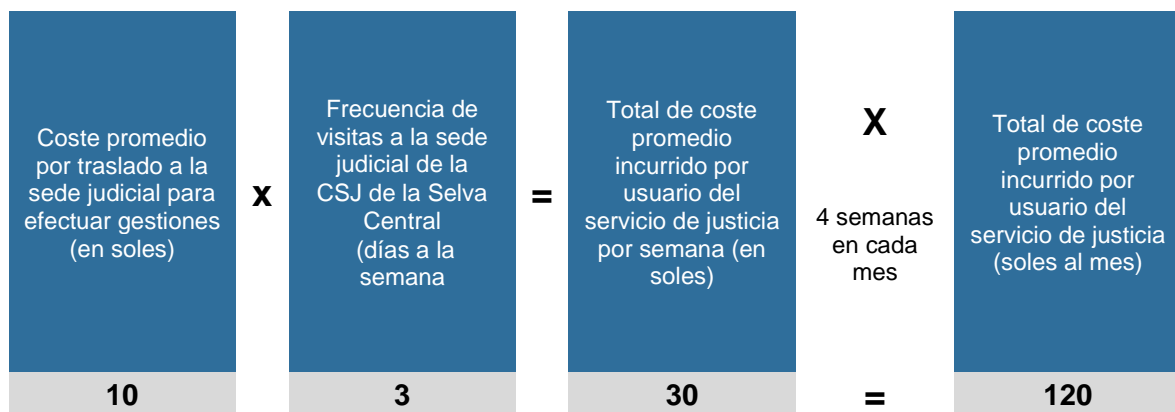 Coste promedio
por traslado a la
sede judicial para
efectuar gestiones
(en soles)
x
Frecuencia de
visitas a la sede
judicial de la
CSJ de la Selva
Central
(días a la
semana
=
Total de coste
promedio
incurrido por
usuario del
servicio de justicia
por semana (en
soles)
X
4 semanas
en cada
mes
Total de coste
promedio
incurrido por
usuario del
servicio de justicia
(soles al mes)
10
3
30
=
120